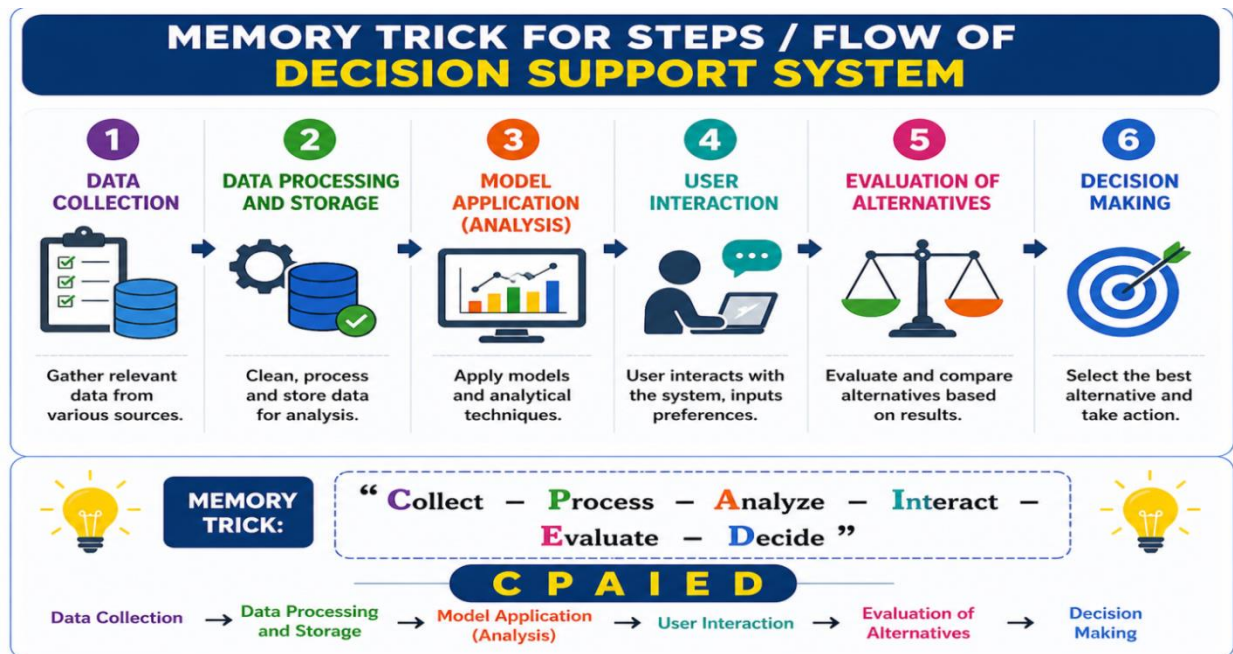 MEMORY TRICK FOR STEPS / FLOW OF
DECISION SUPPORT SYSTEM
1
DATA
COLLECTION
Gather relevant
data from
various sources.
2
DATA PROCESSING
AND STORAGE
Clean, process
and store data
for analysis.
3
MODEL
APPLICATION
(ANALYSIS)
Apply models
and analytical
techniques.
4
USER
INTERACTION
User interacts with
the system, inputs
preferences.
5
EVALUATION OF
ALTERNATIVES
Evaluate and compare
alternatives based
on results.
6
DECISION
MAKING
Select the best
alternative and
take action.
MEMORY
TRICK:
“ Collect – Process – Analyze – Interact –
Evaluate – Decide ”
C P A I E D
Data Collection → Data Processing and Storage → Model Application (Analysis) → User Interaction → Evaluation of Alternatives → Decision Making